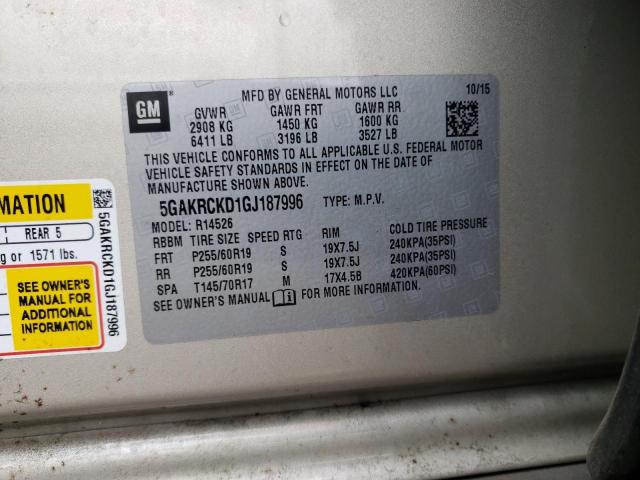 GM
MFD BY GENERAL MOTORS LLC 10/15
GVWR GAWR FRT GAWR RR
2908 KG 1450 KG 1600 KG
6411 LB 3196 LB 3527 LB
THIS VEHICLE CONFORMS TO ALL APPLICABLE U.S. FEDERAL MOTOR
VEHICLE SAFETY STANDARDS IN EFFECT ON THE DATE OF
MANUFACTURE SHOWN ABOVE.
5GAKRCKD1GJ187996 TYPE: M.P.V.
MODEL: R14526
RBBM TIRE SIZE SPEED RTG RIM COLD TIRE PRESSURE
FRT P255/60R19 S 19X7.5J 240KPA(35PSI)
RR P255/60R19 S 19X7.5J 240KPA(35PSI)
SPA T145/70R17 M 17X4.5B 420KPA(60PSI)
SEE OWNER'S MANUAL FOR MORE INFORMATION.
REAR 5
or 1571 lbs.
SEE OWNER'S
MANUAL FOR
ADDITIONAL
INFORMATION
5GAKRCKD1GJ187996